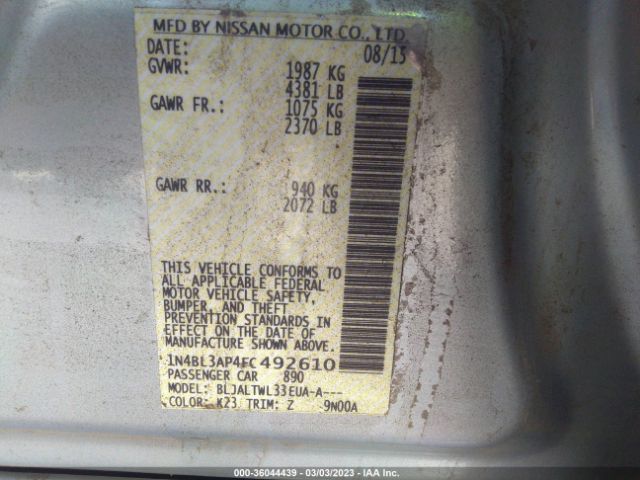 MFD BY NISSAN MOTOR CO., LTD.
DATE: 08/15
GVWR: 1987 KG
4381 LB
GAWR FR.: 1075 KG
2370 LB
GAWR RR.: 940 KG
2072 LB
THIS VEHICLE CONFORMS TO
ALL APPLICABLE FEDERAL
MOTOR VEHICLE SAFETY,
BUMPER, AND THEFT
PREVENTION STANDARDS IN
EFFECT ON THE DATE OF
MANUFACTURE SHOWN ABOVE.
1N4BL3AP4FC492610
PASSENGER CAR 890
MODEL: BLJALTWL33EUA-A---
COLOR: K23 TRIM: Z 9N00A
000-36044439 - 03/03/2023 - IAA Inc.